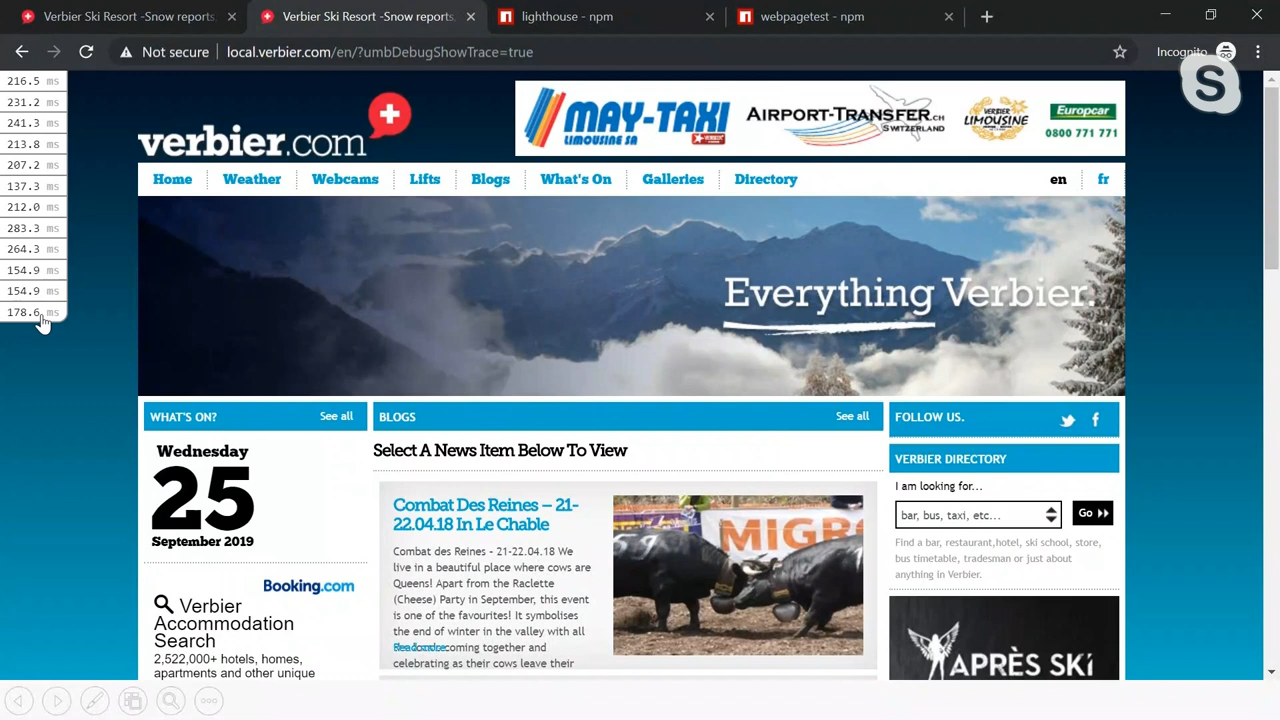 Verbier Ski Resort -Snow reports,
Verbier Ski Resort -Snow reports,
lighthouse - npm
webpagetest - npm
Not secure
local.verbier.com/en/?umbDebugShowTrace=true
Incognito
S
216.5 ms
231.2 ms
241.3 ms
213.8 ms
207.2 ms
137.3 ms
212.0 ms
283.3 ms
264.3 ms
154.9 ms
154.9 ms
178.6 ms
verbier.com
MAY-TAXI
LIMOUSINE SA
AIRPORT-TRANSFER.CH
SWITZERLAND
VERBIER
LIMOUSINE
Europcar
0800 771 771
Home
Weather
Webcams
Lifts
Blogs
What's On
Galleries
Directory
en
fr
Everything Verbier.
WHAT'S ON?
See all
Wednesday
25
September 2019
Booking.com
Verbier
Accommodation
Search
2,522,000+ hotels, homes,
apartments and other unique
BLOGS
See all
Select A News Item Below To View
Combat Des Reines – 21-
22.04.18 In Le Chable
Combat des Reines – 21-22.04.18 We
live in a beautiful place where cows are
Queens! Apart from the Raclette
(Cheese) Party in September, this event
is one of the favourites! It symbolises
the end of winter in the valley with all
coming together and
celebrating as their cows leave their
MIGRO
FOLLOW US.
VERBIER DIRECTORY
I am looking for...
bar, bus, taxi, etc...
Go
Find a bar, restaurant,hotel, ski school, store,
bus timetable, tradesman or just about
anything in Verbier.
APRÈS SKI